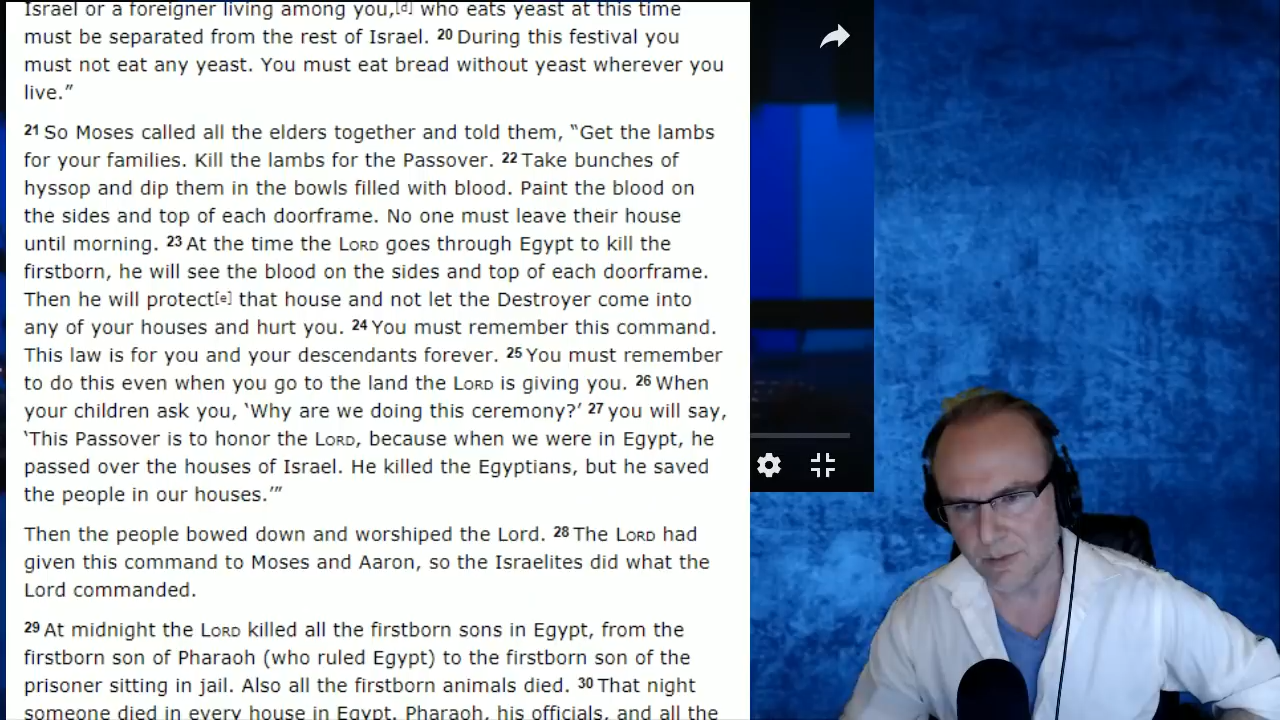 Israel or a foreigner living among you,[d] who eats yeast at this time
must be separated from the rest of Israel. 20 During this festival you
must not eat any yeast. You must eat bread without yeast wherever you
live.”
21 So Moses called all the elders together and told them, “Get the lambs
for your families. Kill the lambs for the Passover. 22 Take bunches of
hyssop and dip them in the bowls filled with blood. Paint the blood on
the sides and top of each doorframe. No one must leave their house
until morning. 23 At the time the LORD goes through Egypt to kill the
firstborn, he will see the blood on the sides and top of each doorframe.
Then he will protect[e] that house and not let the Destroyer come into
any of your houses and hurt you. 24 You must remember this command.
This law is for you and your descendants forever. 25 You must remember
to do this even when you go to the land the LORD is giving you. 26 When
your children ask you, ‘Why are we doing this ceremony?’ 27 you will say,
‘This Passover is to honor the LORD, because when we were in Egypt, he
passed over the houses of Israel. He killed the Egyptians, but he saved
the people in our houses.’”
Then the people bowed down and worshiped the Lord. 28 The LORD had
given this command to Moses and Aaron, so the Israelites did what the
Lord commanded.
29 At midnight the LORD killed all the firstborn sons in Egypt, from the
firstborn son of Pharaoh (who ruled Egypt) to the firstborn son of the
prisoner sitting in jail. Also all the firstborn animals died. 30 That night
someone died in every house in Egypt. Pharaoh, his officials, and all the